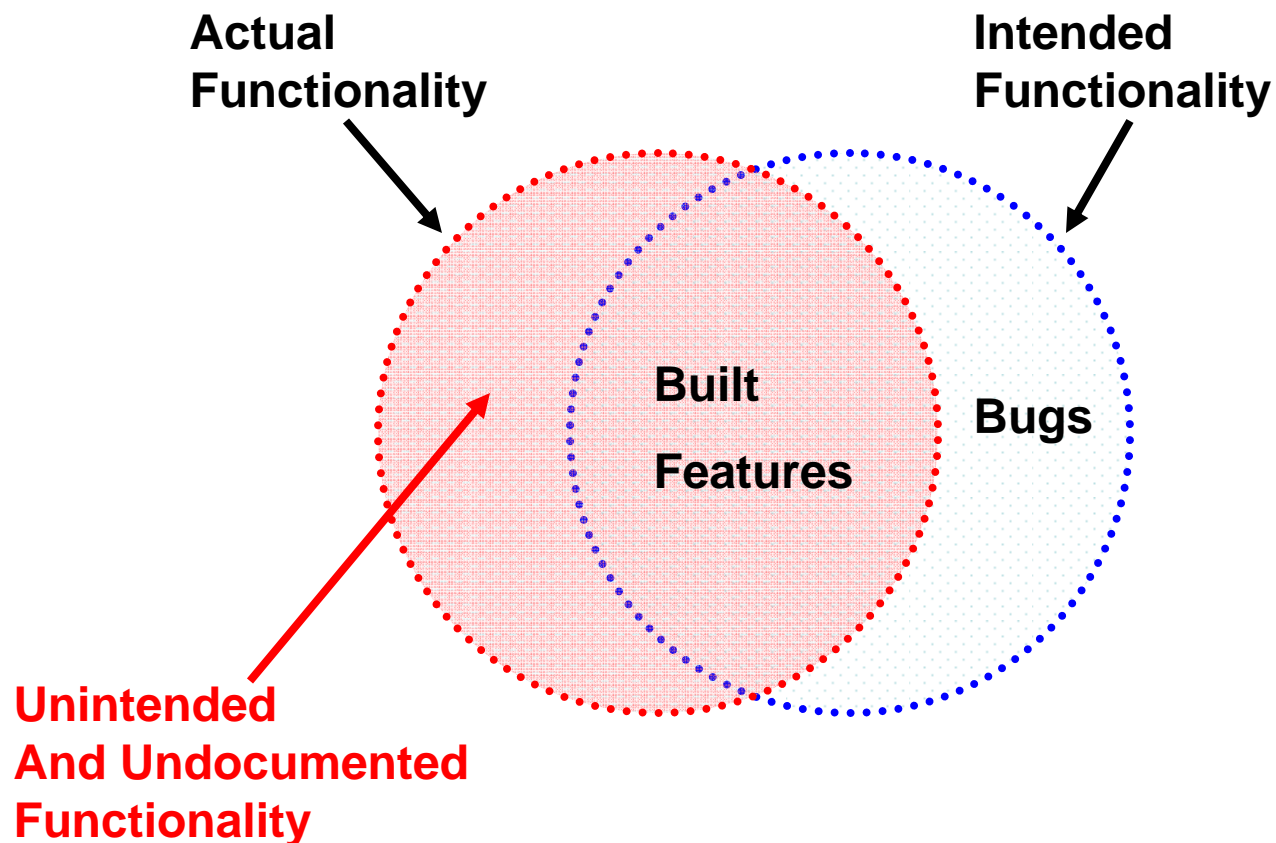 Actual
Functionality
Intended
Functionality
Built
Features
Bugs
Unintended
And Undocumented
Functionality